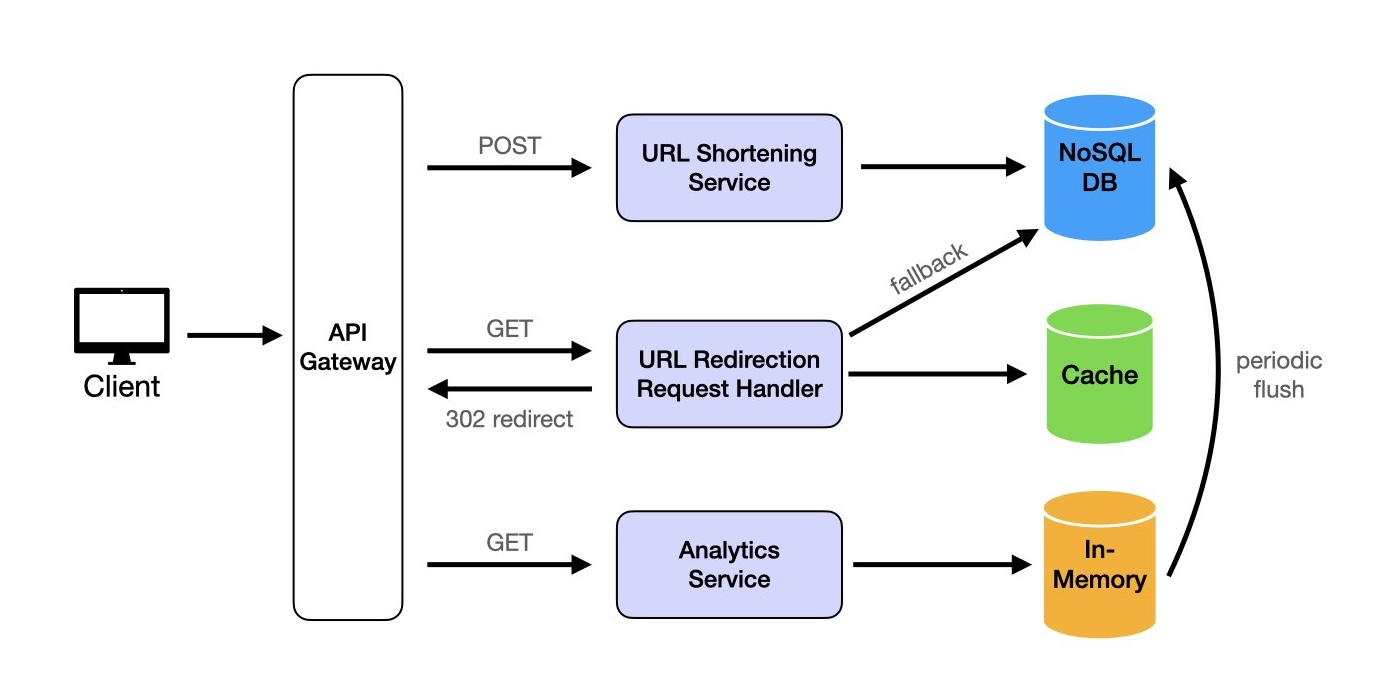 POST
URL Shortening
Service
NoSQL
DB
fallback
Client
API
Gateway
GET
302 redirect
URL Redirection
Request Handler
Cache
periodic
flush
GET
Analytics
Service
In-
Memory